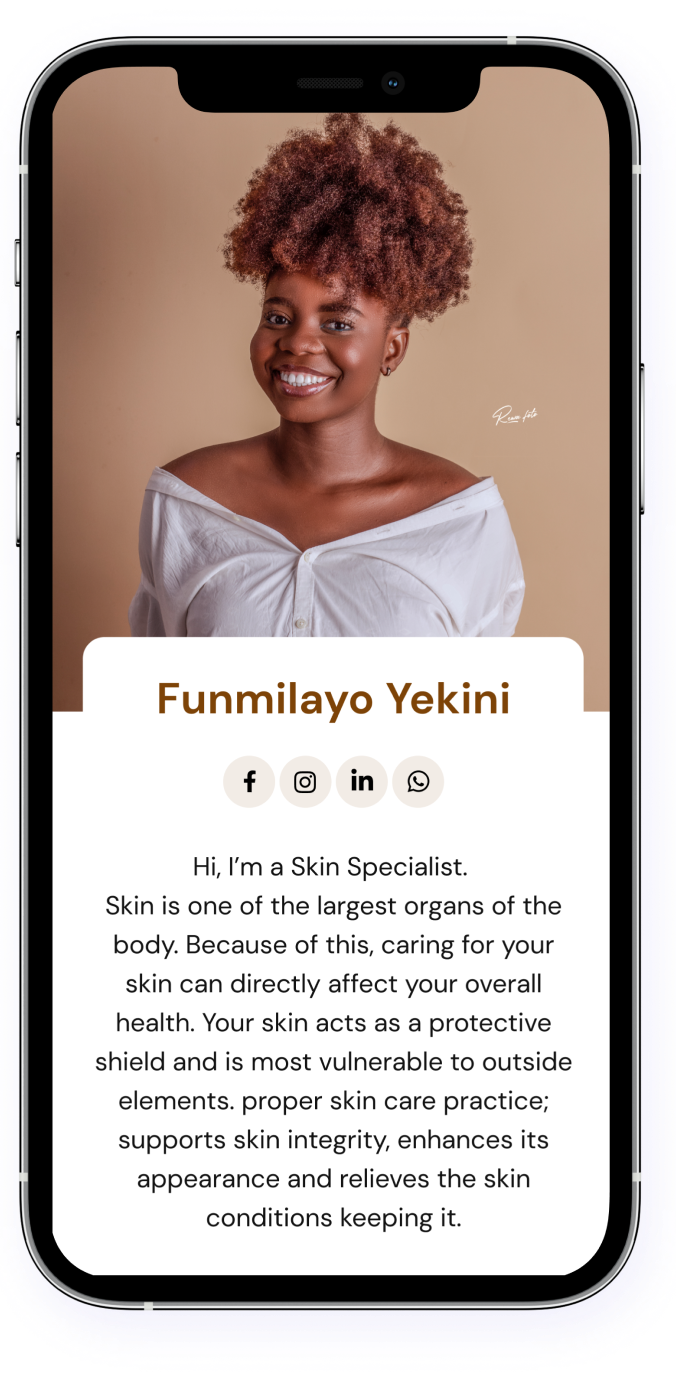 Funmilayo Yekini
in
Hi, I’m a Skin Specialist.
Skin is one of the largest organs of the
body. Because of this, caring for your
skin can directly affect your overall
health. Your skin acts as a protective
shield and is most vulnerable to outside
elements. proper skin care practice;
supports skin integrity, enhances its
appearance and relieves the skin
conditions keeping it.